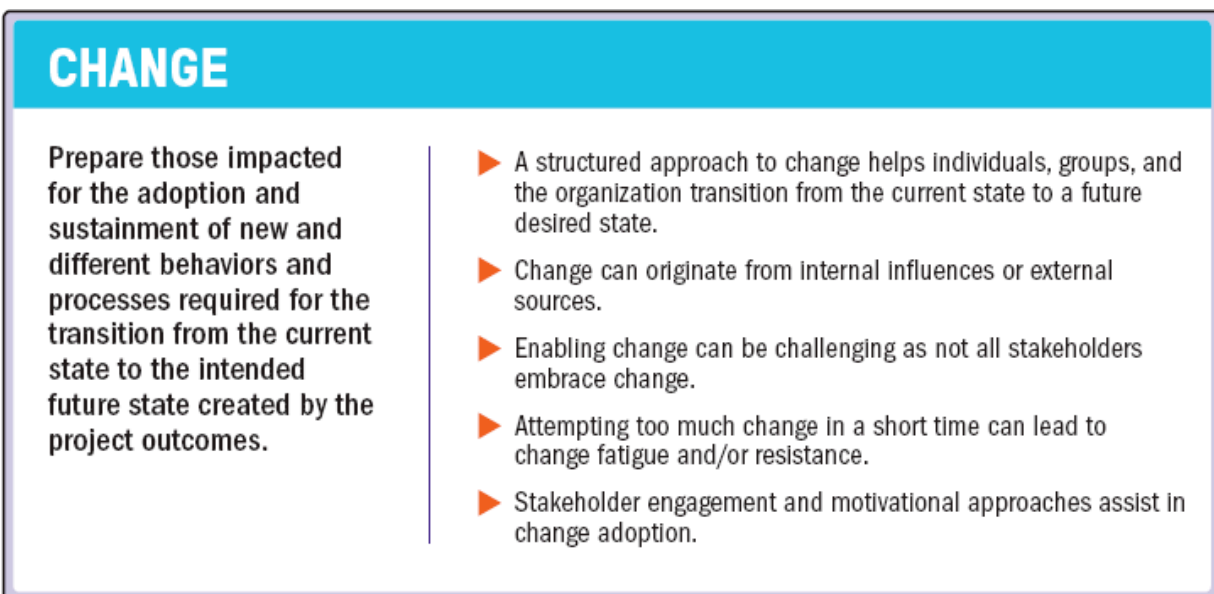 CHANGE
Prepare those impacted
for the adoption and
sustainment of new and
different behaviors and
processes required for the
transition from the current
state to the intended
future state created by the
project outcomes.
A structured approach to change helps individuals, groups, and
the organization transition from the current state to a future
desired state.
Change can originate from internal influences or external
sources.
Enabling change can be challenging as not all stakeholders
embrace change.
Attempting too much change in a short time can lead to
change fatigue and/or resistance.
Stakeholder engagement and motivational approaches assist in
change adoption.